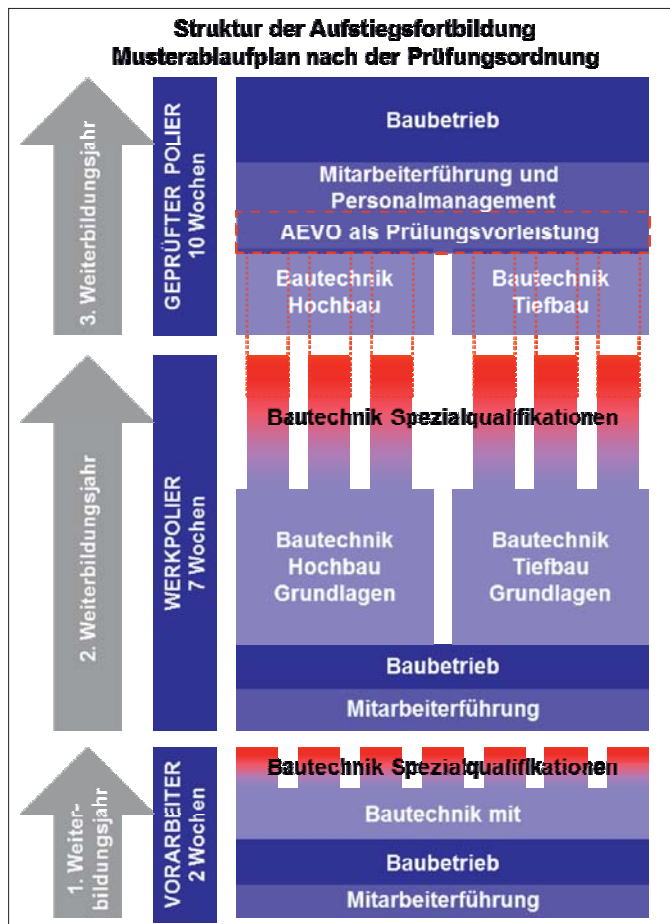 Struktur der Aufstiegsfortbildung
Musterablaufplan nach der Prüfungsordnung
3. Weiterbildungsjahr
GEPRÜFTER POLIER
10 Wochen
Baubetrieb
Mitarbeiterführung und
Personalmanagement
AEVO als Prüfungsvorleistung
Bautechnik
Hochbau
Bautechnik
Tiefbau
2. Weiterbildungsjahr
WERKPOLIER
7 Wochen
Bautechnik Spezialqualifikationen
Bautechnik
Hochbau
Grundlagen
Bautechnik
Tiefbau
Grundlagen
Baubetrieb
Mitarbeiterführung
1. Weiter-
bildungsjahr
VORARBEITER
2 Wochen
Bautechnik Spezialqualifikationen
Bautechnik mit
Baubetrieb
Mitarbeiterführung